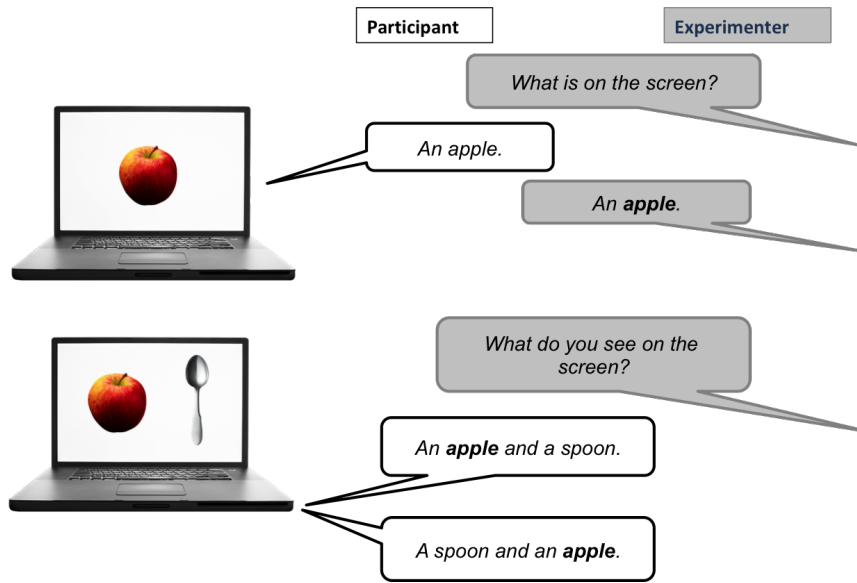 Participant
Experimenter
What is on the screen?
An apple.
An apple.
What do you see on the
screen?
An apple and a spoon.
A spoon and an apple.